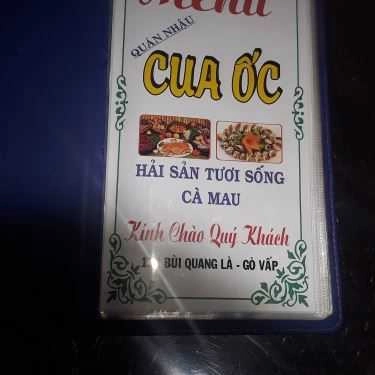 Menu
QUÁN NHẬU
CUA ỐC
HẢI SẢN TƯƠI SỐNG
CÀ MAU
Kính Chào Quý Khách
BÙI QUANG LÀ - GÒ VẤP